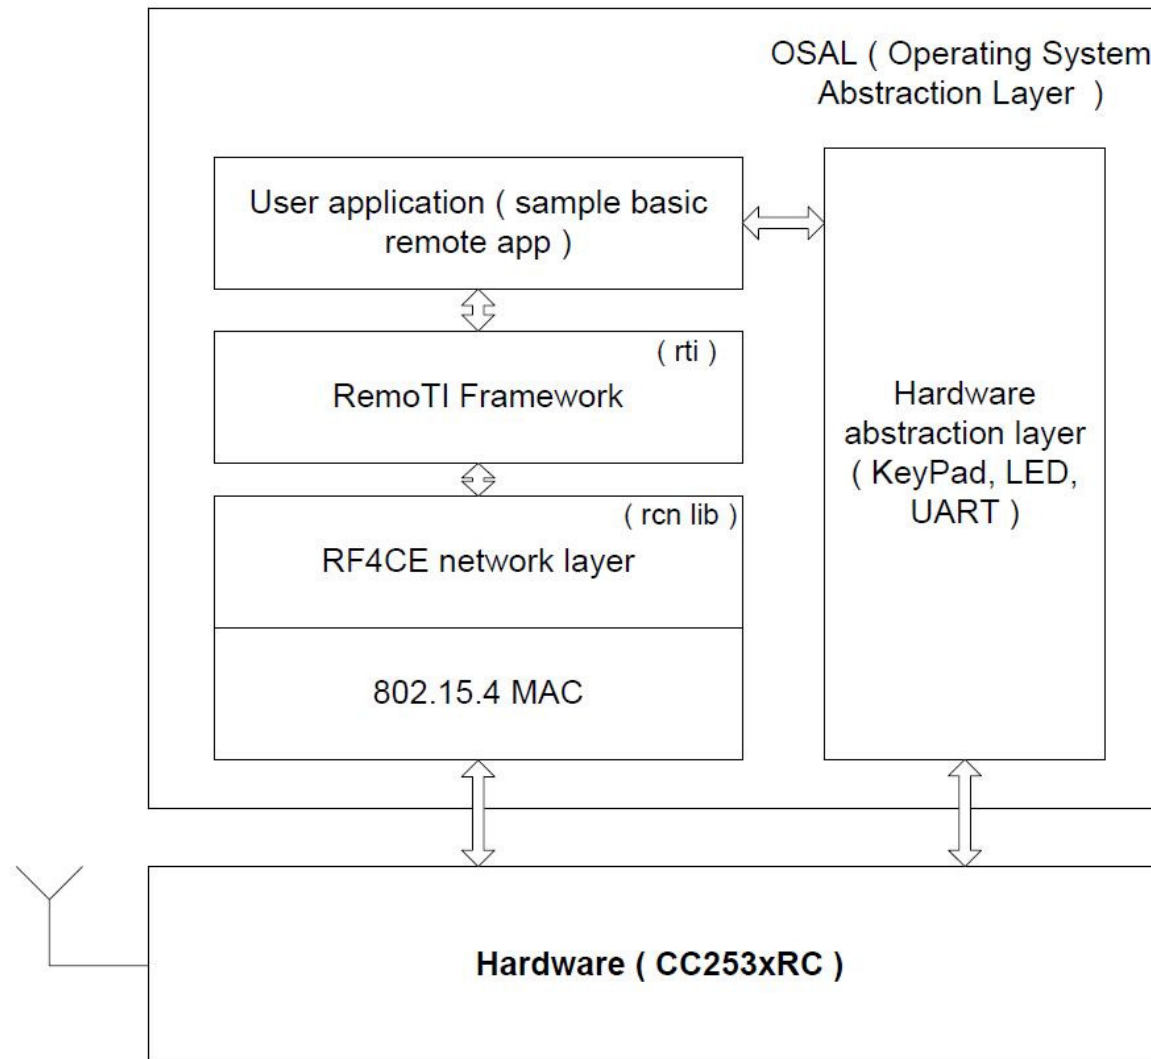 OSAL ( Operating System
Abstraction Layer )
User application ( sample basic
remote app )
( rti )
RemoTI Framework
( rcn lib )
RF4CE network layer
802.15.4 MAC
Hardware
abstraction layer
( KeyPad, LED,
UART )
Hardware ( CC253xRC )